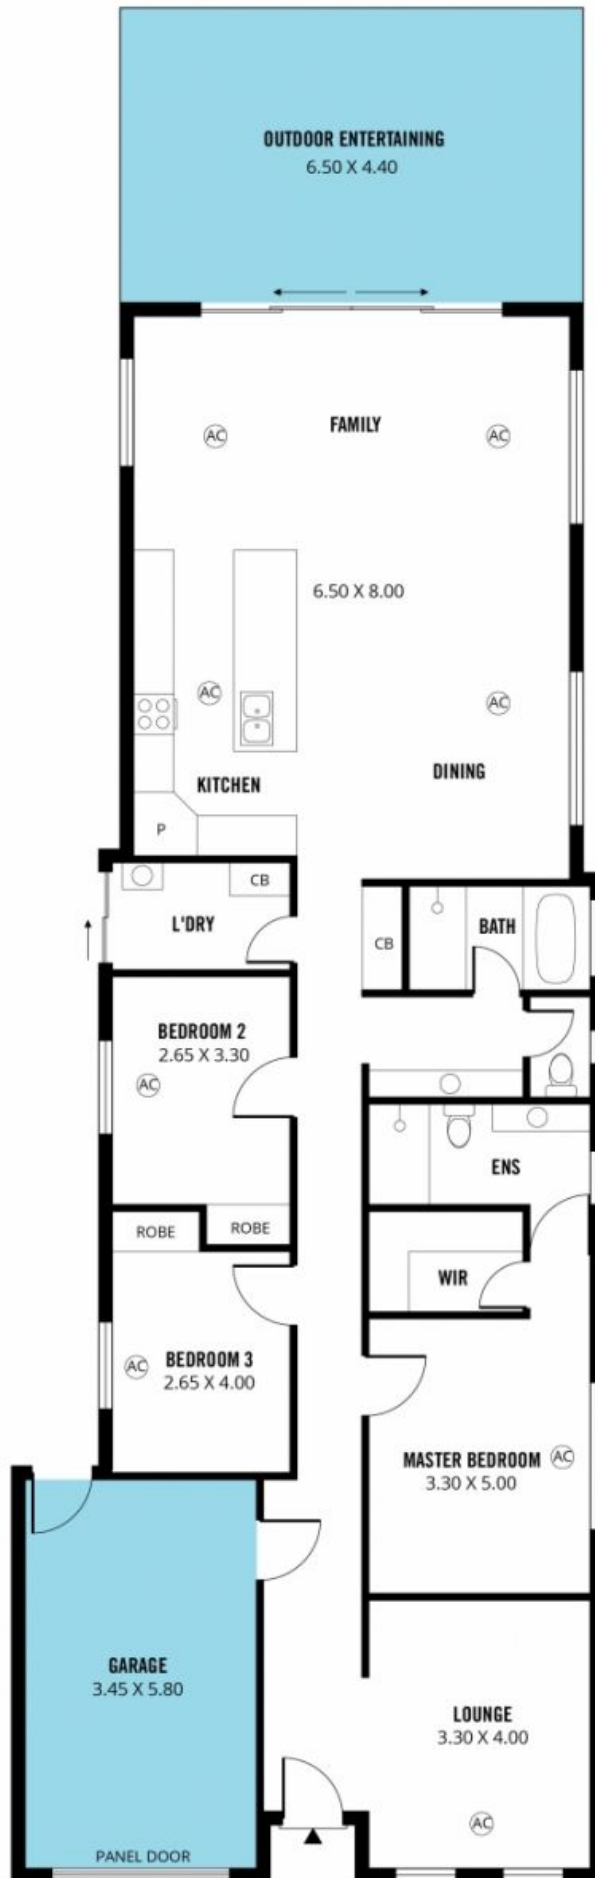 OUTDOOR ENTERTAINING
6.50 X 4.40
FAMILY
AC
AC
6.50 X 8.00
AC
AC
DINING
KITCHEN
P
CB
L'DRY
BATH
CB
BEDROOM 2
2.65 X 3.30
AC
ENS
ROBE
ROBE
WIR
BEDROOM 3
AC
2.65 X 4.00
MASTER BEDROOM
AC
3.30 X 5.00
GARAGE
3.45 X 5.80
LOUNGE
3.30 X 4.00
AC
PANEL DOOR